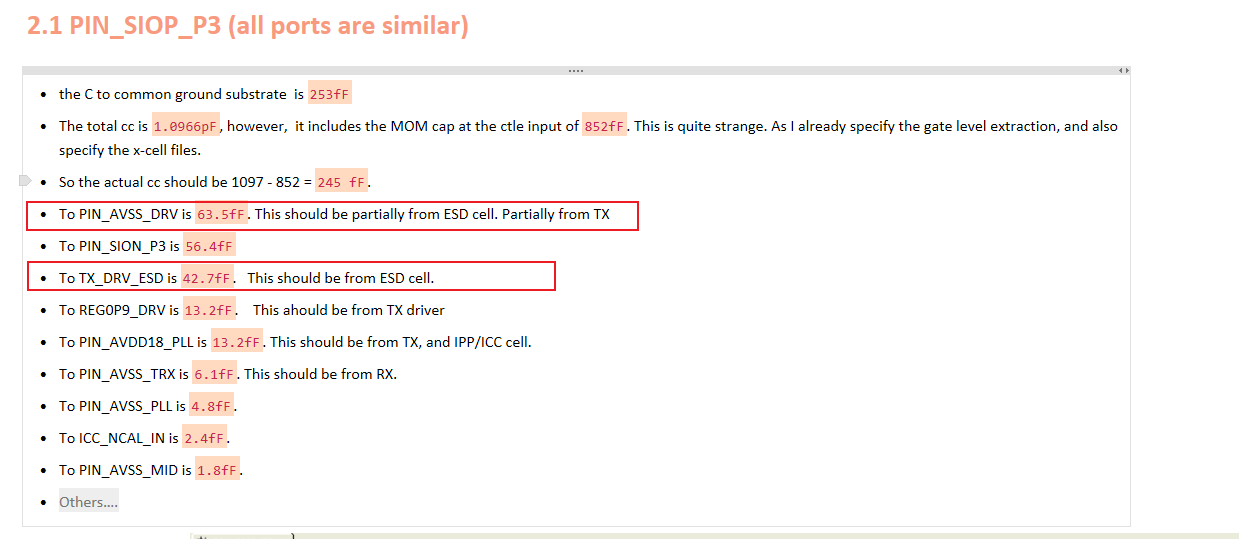 2.1 PIN_SIOP_P3 (all ports are similar)
• the C to common ground substrate is 253fF
• The total cc is 1.0966pF, however, it includes the MOM cap at the ctle input of 852fF. This is quite strange. As I already specify the gate level extraction, and also
specify the x-cell files.
• So the actual cc should be 1097 - 852 = 245 fF.
• To PIN_AVSS_DRV is 63.5fF. This should be partially from ESD cell. Partially from TX
• To PIN_SION_P3 is 56.4fF
• To TX_DRV_ESD is 42.7fF. This should be from ESD cell.
• To REG0P9_DRV is 13.2fF. This ahould be from TX driver
• To PIN_AVDD18_PLL is 13.2fF. This should be from TX, and IPP/ICC cell.
• To PIN_AVSS_TRX is 6.1fF. This should be from RX.
• To PIN_AVSS_PLL is 4.8fF.
• To ICC_NCAL_IN is 2.4fF.
• To PIN_AVSS_MID is 1.8fF.
• Others....